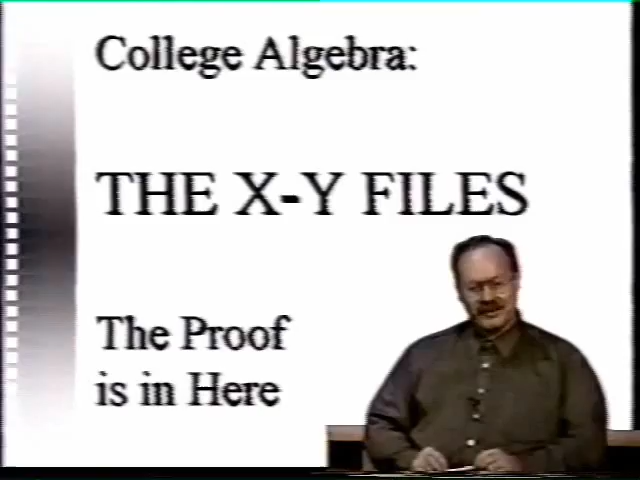 College Algebra:
THE X-Y FILES
The Proof
is in Here